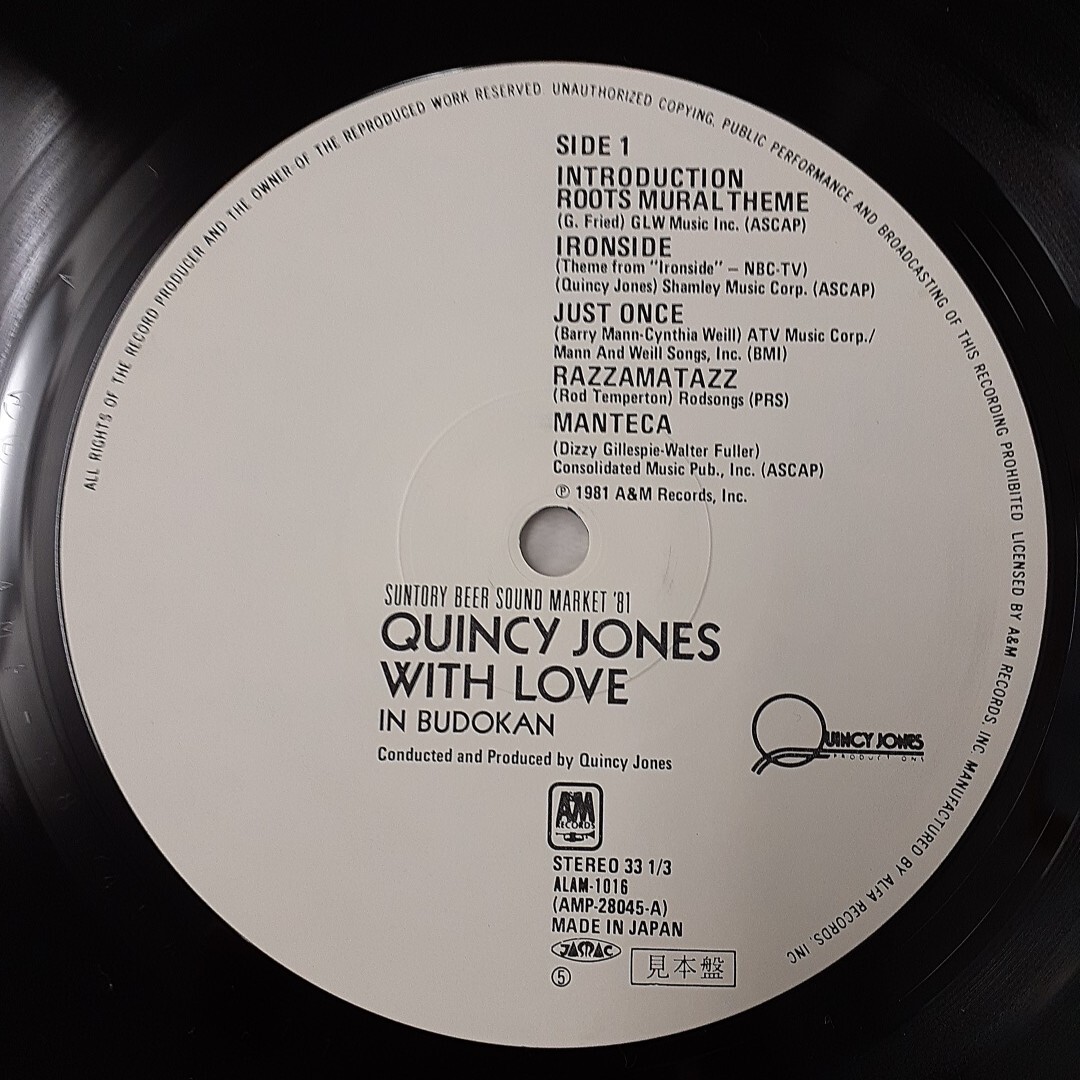 ALL RIGHTS OF THE RECORD PRODUCER AND THE OWNER OF THE REPRODUCED WORK RESERVED UNAUTHORIZED COPYING, PUBLIC PERFORMANCE AND BROADCASTING OF THIS RECORDING PROHIBITED LICENSED BY A&M RECORDS, INC. MANUFACTURED BY ALFA RECORDS, INC
SIDE 1
INTRODUCTION
ROOTS MURAL THEME
(G. Fried) GLW Music Inc. (ASCAP)
IRONSIDE
(Theme from "Ironside" – NBC-TV)
(Quincy Jones) Shamley Music Corp. (ASCAP)
JUST ONCE
(Barry Mann-Cynthia Weill) ATV Music Corp./
Mann And Weill Songs, Inc. (BMI)
RAZZAMATAZZ
(Rod Temperton) Rodsongs (PRS)
MANTECA
(Dizzy Gillespie-Walter Fuller)
Consolidated Music Pub., Inc. (ASCAP)
Ⓟ 1981 A&M Records, Inc.
SUNTORY BEER SOUND MARKET '81
QUINCY JONES
WITH LOVE
IN BUDOKAN
Conducted and Produced by Quincy Jones
QUINCY JONES
PRODUCTIONS
A&M
RECORDS
STEREO 33 1/3
ALAM-1016
(AMP-28045-A)
MADE IN JAPAN
JASRAC
⑤ 見本盤